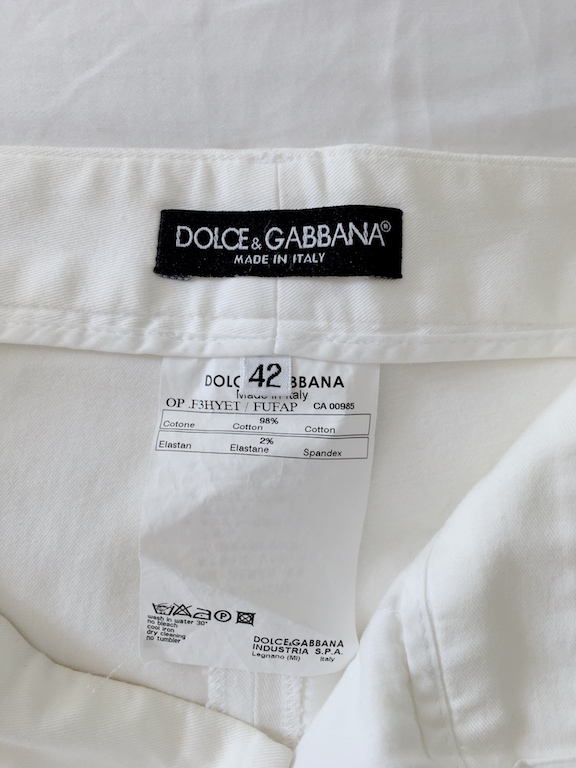 DOLCE & GABBANA®
MADE IN ITALY
42
DOLC BBANA
Made in Italy
OP .F3HYET / FUFAP CA 00985
Cotone 98% Cotton Cotton
Elastan 2% Elastane Spandex
wash in water 30°
no bleach
cool iron
dry cleaning
no tumbler
P
DOLCE&GABBANA
INDUSTRIA S.P.A.
Legnano (MI) Italy